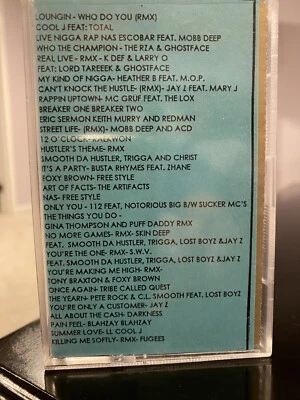 LOUNGIN - WHO DO YOU (RMX)
COOL J FEAT: TOTAL
LIVE NIGGA RAP NAS ESCOBAR FEAT. MOBB DEEP
WHO THE CHAMPION - THE RZA & GHOSTFACE
REAL LIVE - RMX - K DEF & LARRY O
FEAT: LORD TAREEEK & GHOSTFACE
MY KIND OF NIGGA- HEATHER B FEAT. M.O.P.
CAN'T KNOCK THE HUSTLE- (RMX)- JAY Z FEAT. MARY J
RAPPIN UPTOWN- MC GRUF FEAT. THE LOX
BREAKER ONE BREAKER TWO
ERIC SERMON KEITH MURRY AND REDMAN
STREET LIFE- (RMX)- MOBB DEEP AND ACD
12 O'CLOCK- RAEKWON
HUSTLER'S THEME- RMX
SMOOTH DA HUSTLER, TRIGGA AND CHRIST
IT'S A PARTY- BUSTA RHYMES FEAT. ZHANE
FOXY BROWN- FREE STYLE
ART OF FACTS- THE ARTIFACTS
NAS- FREE STYLE
ONLY YOU - 112 FEAT, NOTORIOUS BIG B/W SUCKER MC'S
THE THINGS YOU DO -
GINA THOMPSON AND PUFF DADDY RMX
NO MORE GAMES- RMX- SKIN DEEP
FEAT, SMOOTH DA HUSTLER, TRIGGA, LOST BOYZ &JAY Z
YOU'RE THE ONE- RMX- S.W.V.
FEAT, SMOOTH DA HUSTLER, TRIGGA, LOST BOYZ &JAY Z
YOU'RE MAKING ME HIGH- RMX-
TONY BRAXTON & FOXY BROWN
ONCE AGAIN- TRIBE CALLED QUEST
THE YEARN- PETE ROCK & C.L. SMOOTH FEAT. LOST BOYZ
YOU'RE ONLY A CUSTOMER- JAY Z
ALL ABOUT THE CASH- DARKNESS
PAIN FEEL- BLAHZAY BLAHZAY
SUMMER LOVE- LL COOL J
KILLING ME SOFTLY- RMX- FUGEES